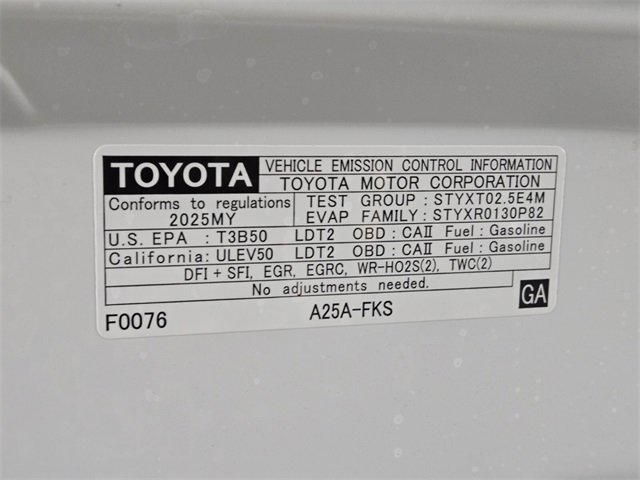 TOYOTA VEHICLE EMISSION CONTROL INFORMATION
TOYOTA MOTOR CORPORATION
Conforms to regulations TEST GROUP : STYXT02.5E4M
2025MY EVAP FAMILY : STYXR0130P82
U.S. EPA : T3B50 LDT2 OBD : CAⅡ Fuel : Gasoline
California: ULEV50 LDT2 OBD : CAⅡ Fuel : Gasoline
DFI + SFI, EGR, EGRC, WR-HO2S(2), TWC(2)
No adjustments needed.
GA
F0076 A25A-FKS